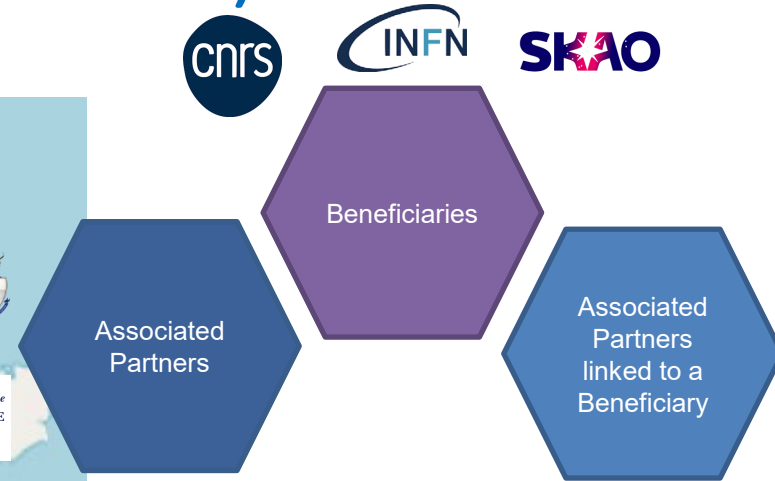 cnrs
INFN
SKAO
Beneficiaries
Associated
Partners
Associated
Partners
linked to a
Beneficiary